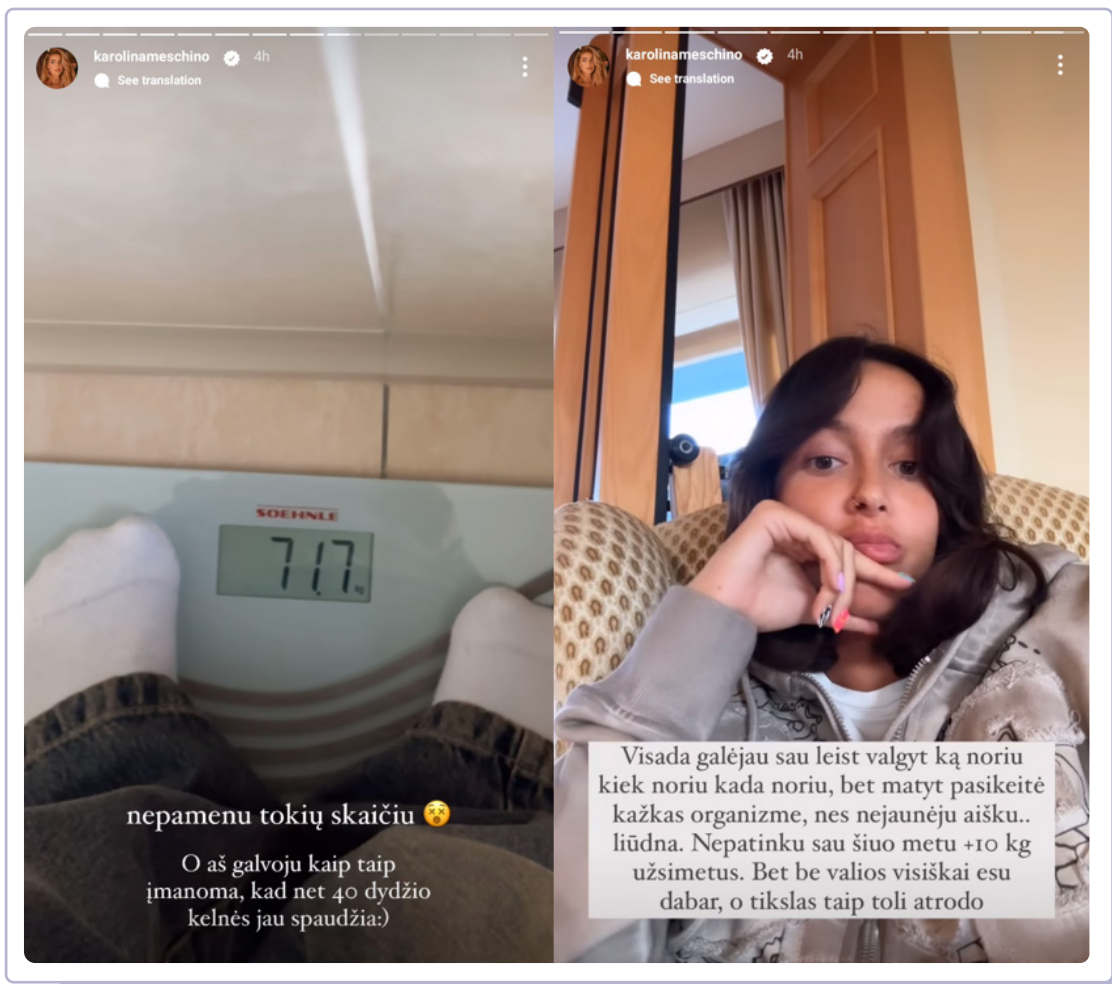 karolinameschino 4h
See translation
SOEHNLE
71.7 kg
nepamenu tokių skaičiu 😵
O aš galvoju kaip taip
įmanoma, kad net 40 dydžio
kelnės jau spaudžia:)
karolinameschino 4h
See translation
Visada galėjau sau leist valgyt ką noriu
kiek noriu kada noriu, bet matyt pasikeitė
kažkas organizme, nes nejaunėju aišku..
liūdna. Nepatinku sau šiuo metu +10 kg
užsimetus. Bet be valios visiškai esu
dabar, o tikslas taip toli atrodo